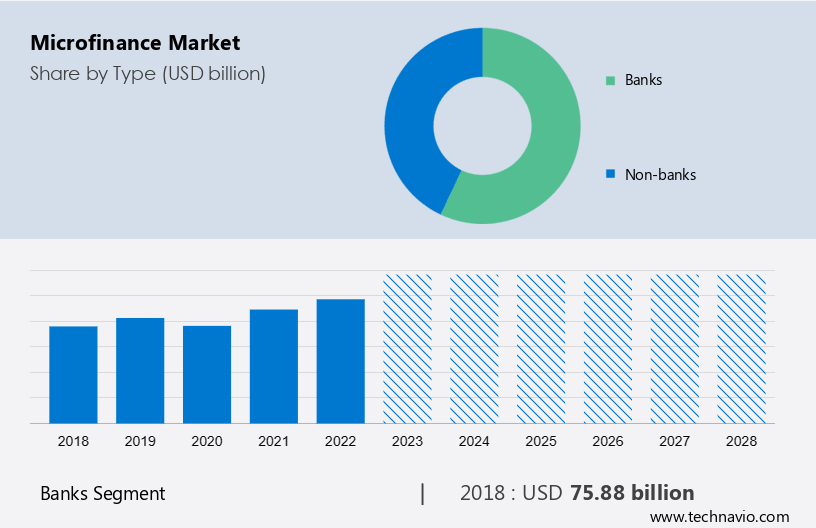 Microfinance Market
Share by Type (USD billion)
Banks
Non-banks
2018 2019 2020 2021 2022 2023 2024 2025 2026 2027 2028
Banks Segment | 2018 : USD 75.88 billion
www.technavio.com